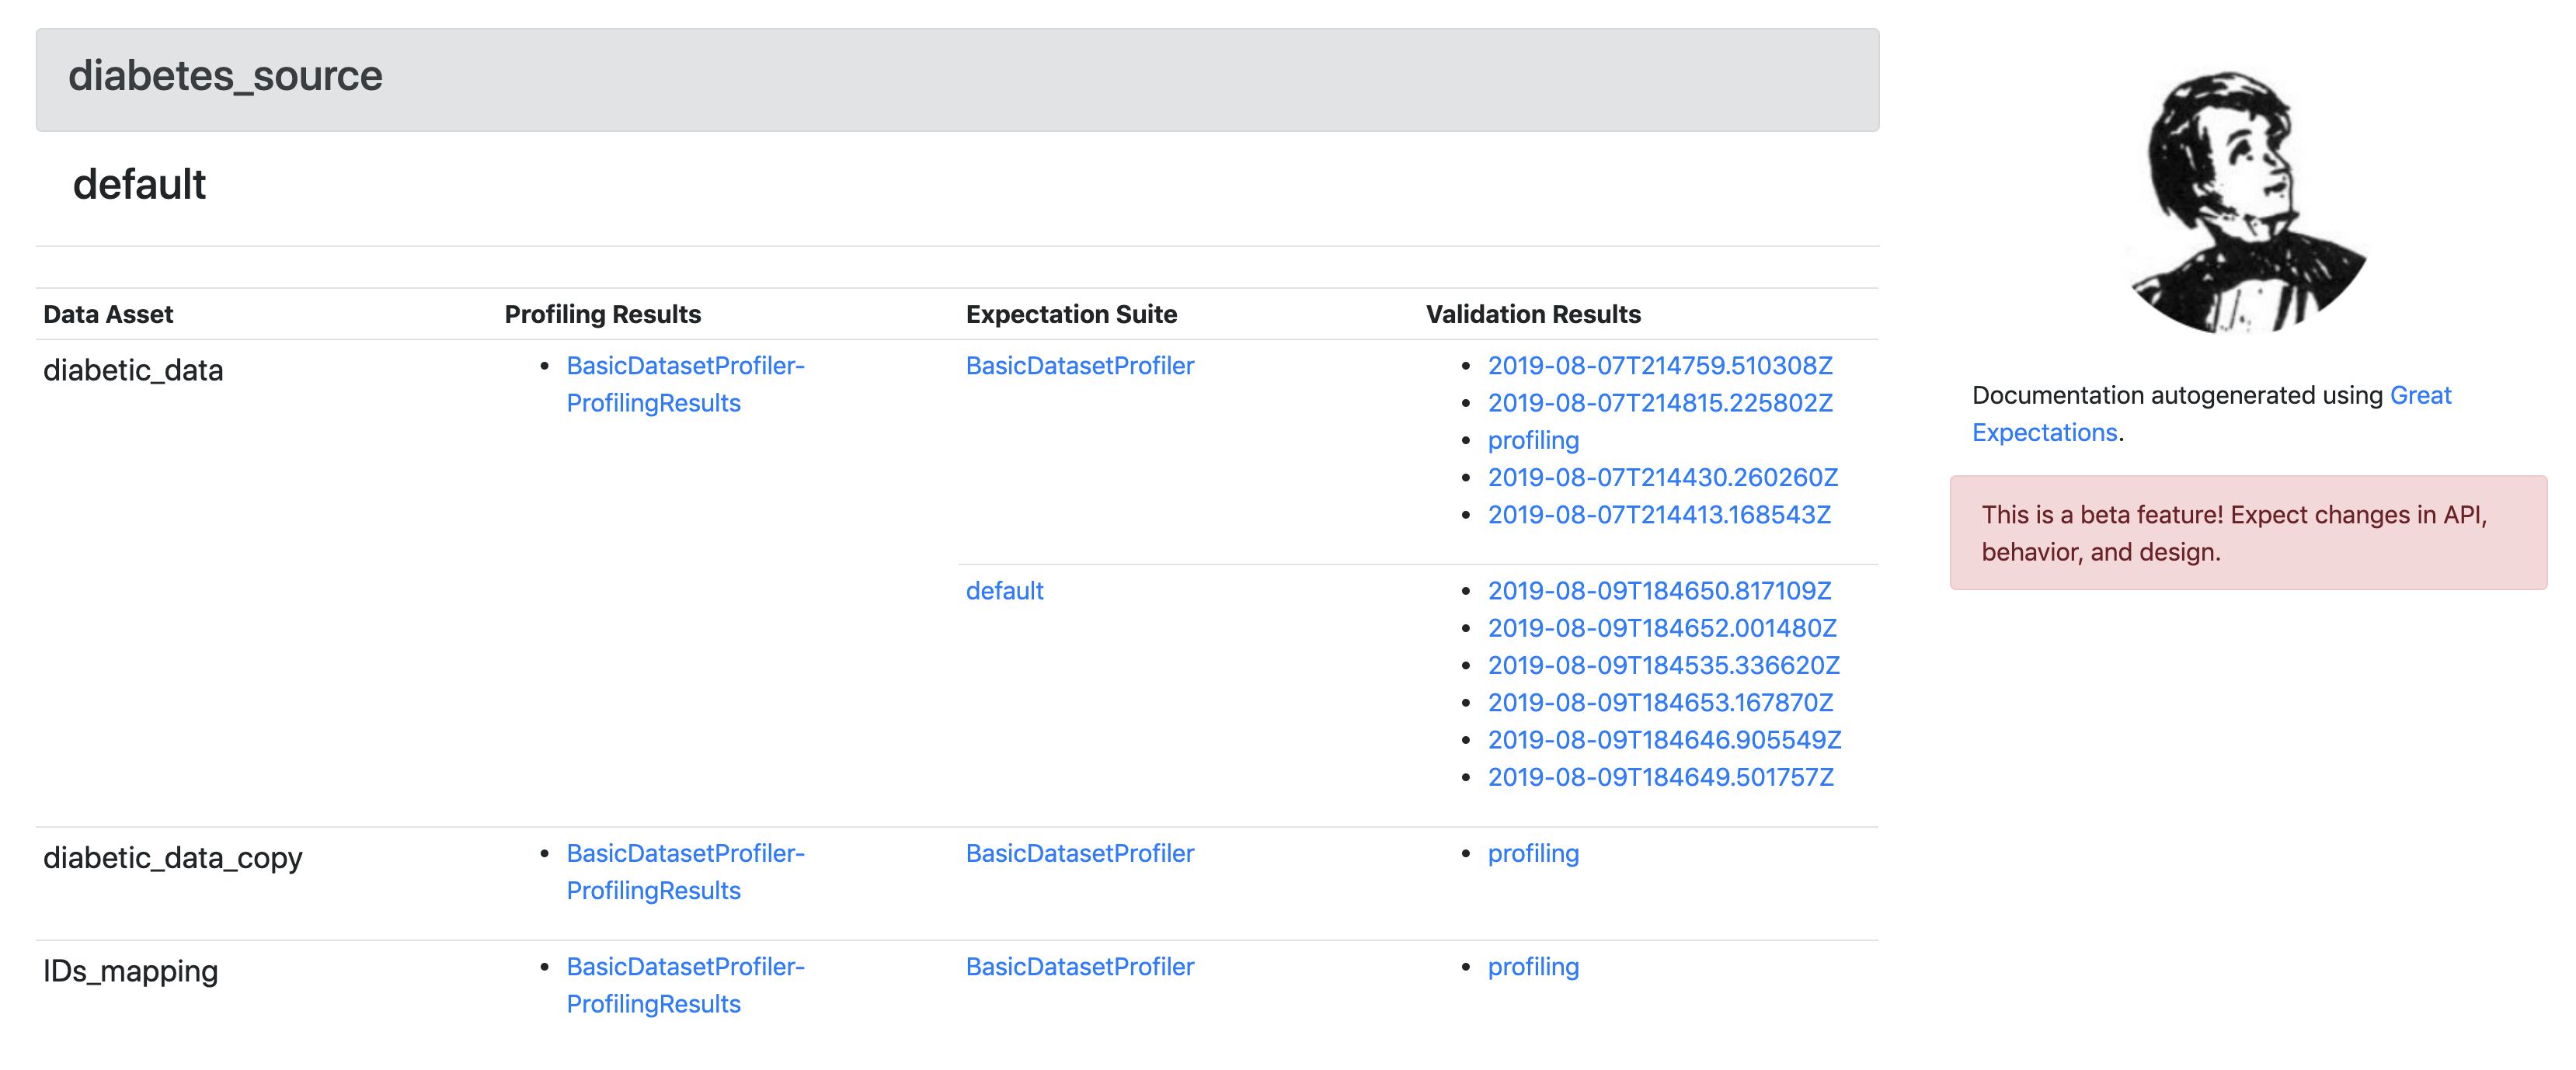 diabetes_source
default
Data Asset Profiling Results Expectation Suite Validation Results
diabetic_data
BasicDatasetProfiler-
ProfilingResults
BasicDatasetProfiler
2019-08-07T214759.510308Z
2019-08-07T214815.225802Z
profiling
2019-08-07T214430.260260Z
2019-08-07T214413.168543Z
default
2019-08-09T184650.817109Z
2019-08-09T184652.001480Z
2019-08-09T184535.336620Z
2019-08-09T184653.167870Z
2019-08-09T184646.905549Z
2019-08-09T184649.501757Z
diabetic_data_copy
BasicDatasetProfiler-
ProfilingResults
BasicDatasetProfiler
profiling
IDs_mapping
BasicDatasetProfiler-
ProfilingResults
BasicDatasetProfiler
profiling
Documentation autogenerated using Great
Expectations.
This is a beta feature! Expect changes in API,
behavior, and design.